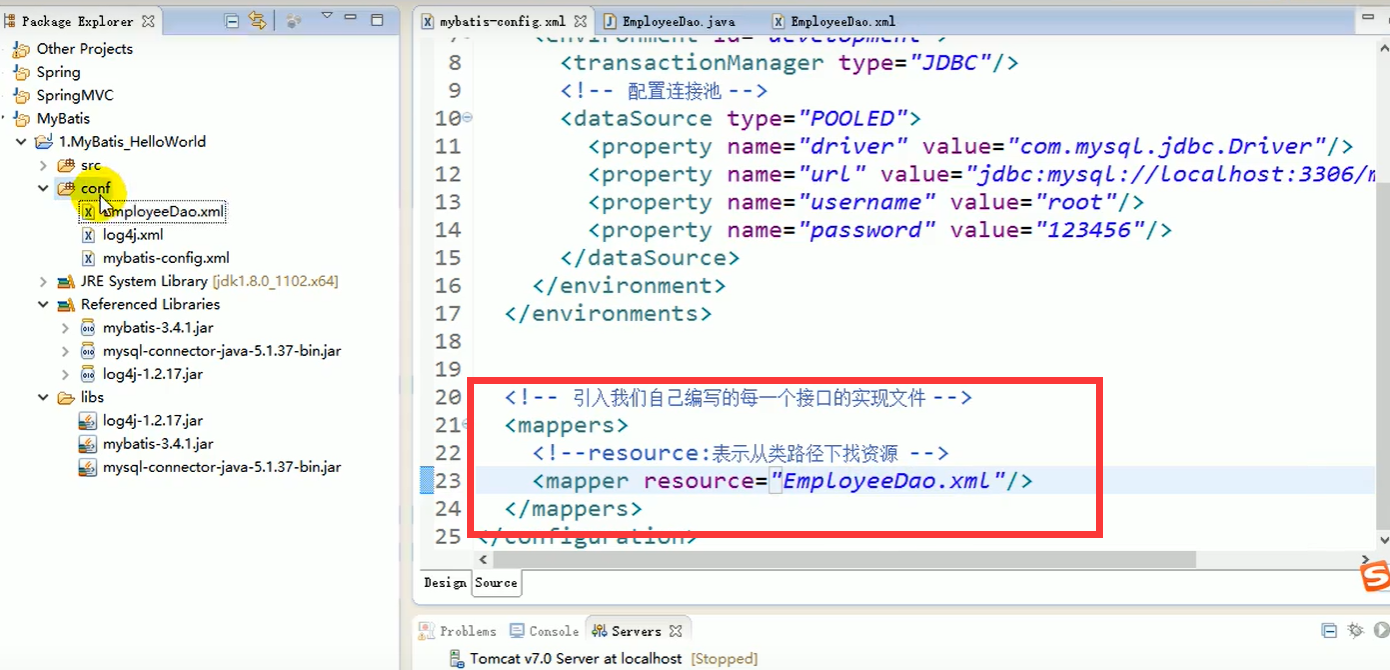 Package Explorer
Other Projects
Spring
SpringMVC
MyBatis
1.MyBatis_HelloWorld
src
conf
EmployeeDao.xml
log4j.xml
mybatis-config.xml
JRE System Library [jdk1.8.0_1102.x64]
Referenced Libraries
mybatis-3.4.1.jar
mysql-connector-java-5.1.37-bin.jar
log4j-1.2.17.jar
libs
log4j-1.2.17.jar
mybatis-3.4.1.jar
mysql-connector-java-5.1.37-bin.jar
mybatis-config.xml EmployeeDao.java EmployeeDao.xml
7 <environment id="development">
8 <transactionManager type="JDBC"/>
9 <!-- 配置连接池 -->
10 <dataSource type="POOLED">
11 <property name="driver" value="com.mysql.jdbc.Driver"/>
12 <property name="url" value="jdbc:mysql://localhost:3306/m
13 <property name="username" value="root"/>
14 <property name="password" value="123456"/>
15 </dataSource>
16 </environment>
17 </environments>
18
19
20 <!-- 引入我们自己编写的每一个接口的实现文件 -->
21 <mappers>
22 <!--resource:表示从类路径下找资源 -->
23 <mapper resource="EmployeeDao.xml"/>
24 </mappers>
25 </configuration>
Design Source
Problems Console Servers
Tomcat v7.0 Server at localhost [Stopped]